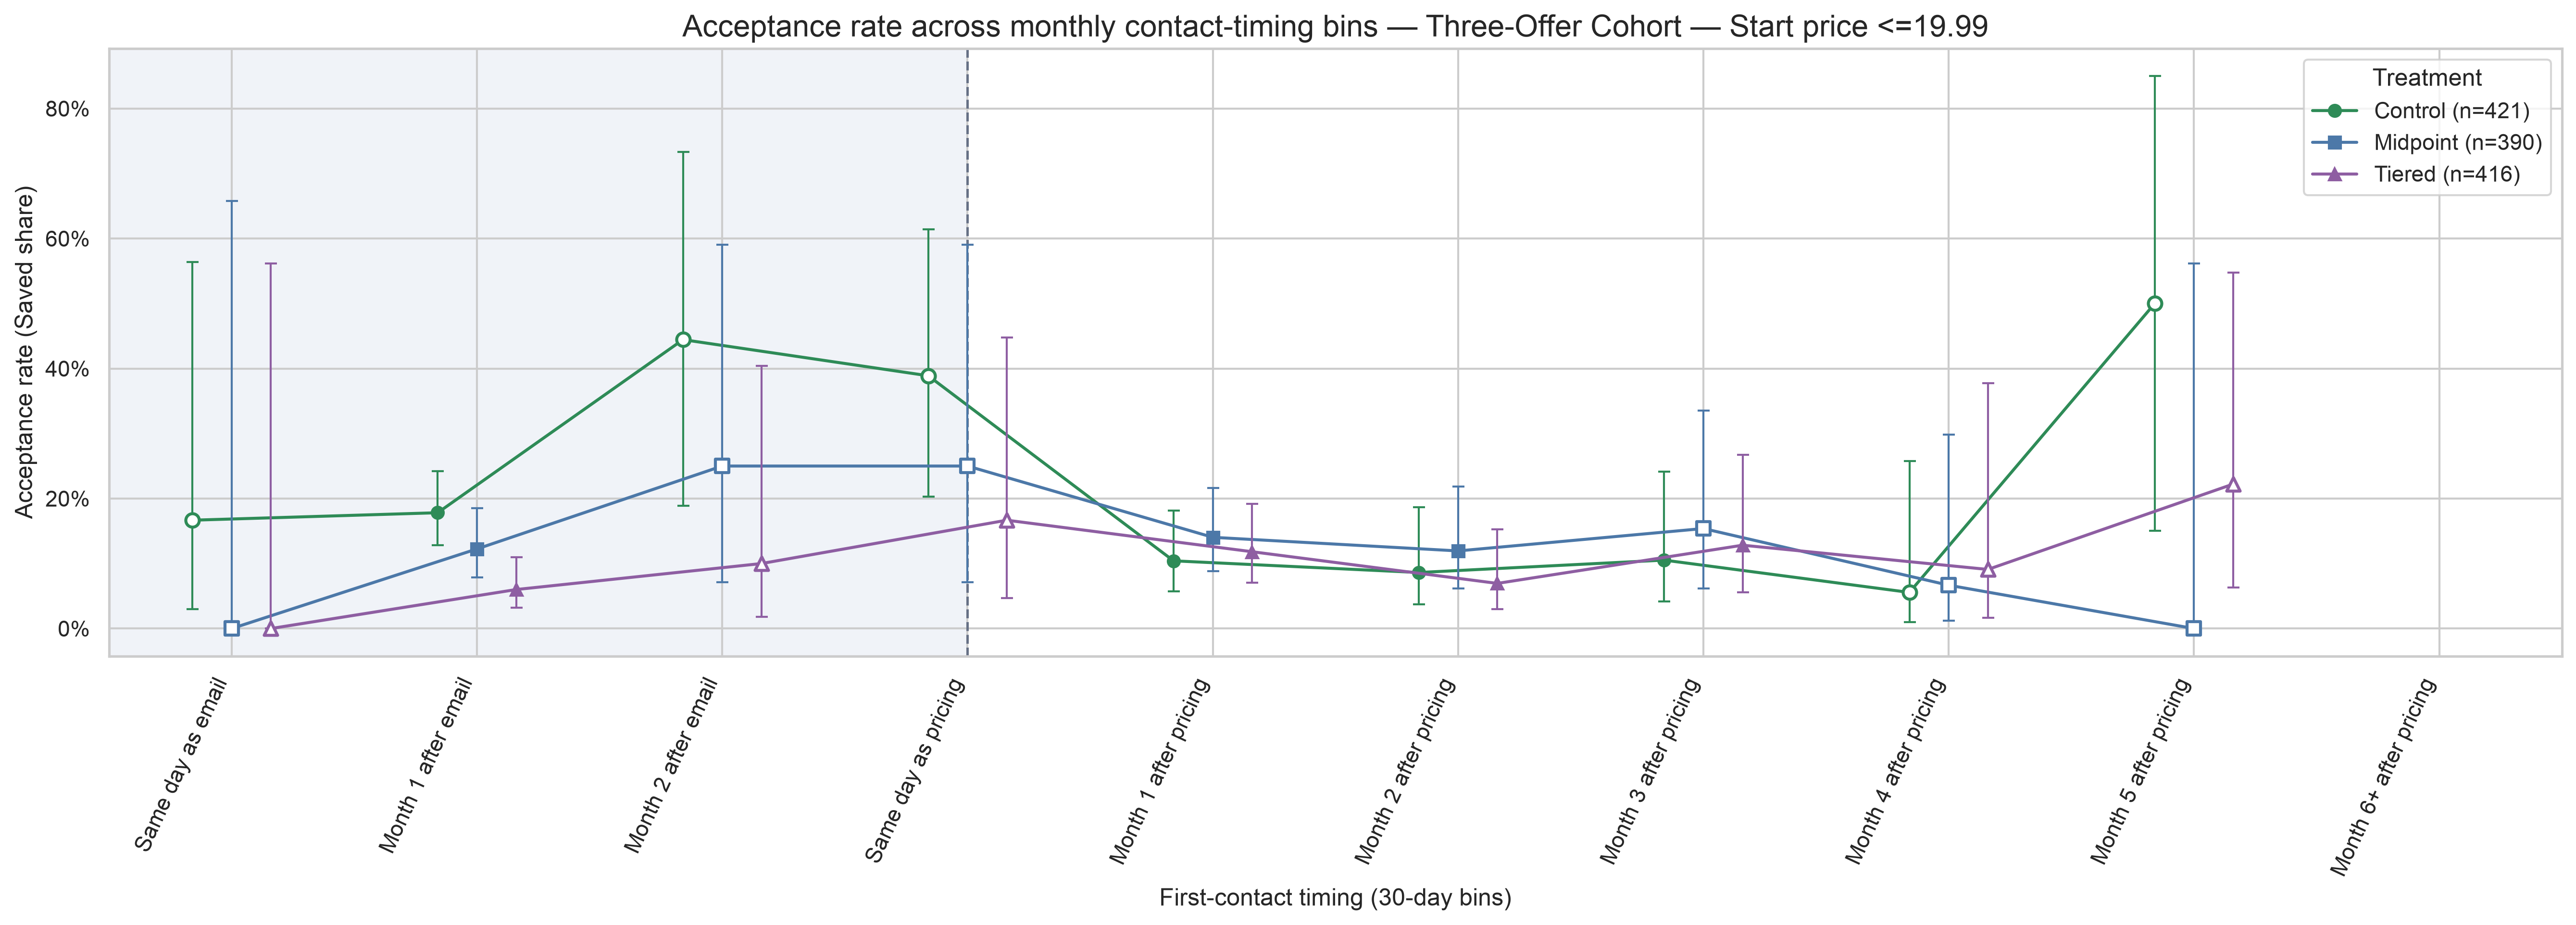 Acceptance rate across monthly contact-timing bins — Three-Offer Cohort — Start price <=19.99
Treatment
Control (n=421)
Midpoint (n=390)
Tiered (n=416)
Acceptance rate (Saved share)
80%
60%
40%
20%
0%
Same day as email
Month 1 after email
Month 2 after email
Same day as pricing
Month 1 after pricing
Month 2 after pricing
Month 3 after pricing
Month 4 after pricing
Month 5 after pricing
Month 6+ after pricing
First-contact timing (30-day bins)